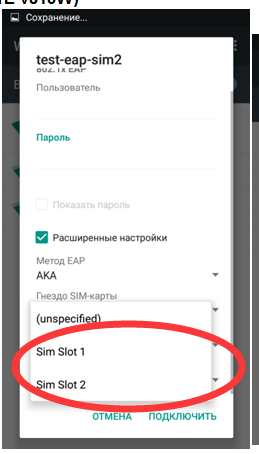 Сохранение...
test-eap-sim2
802.1x EAP
Пользователь
Пароль
Показать пароль
Расширенные настройки
Метод EAP
AKA
Гнездо SIM-карты
(unspecified)
Sim Slot 1
Sim Slot 2
ОТМЕНА ПОДКЛЮЧИТЬ